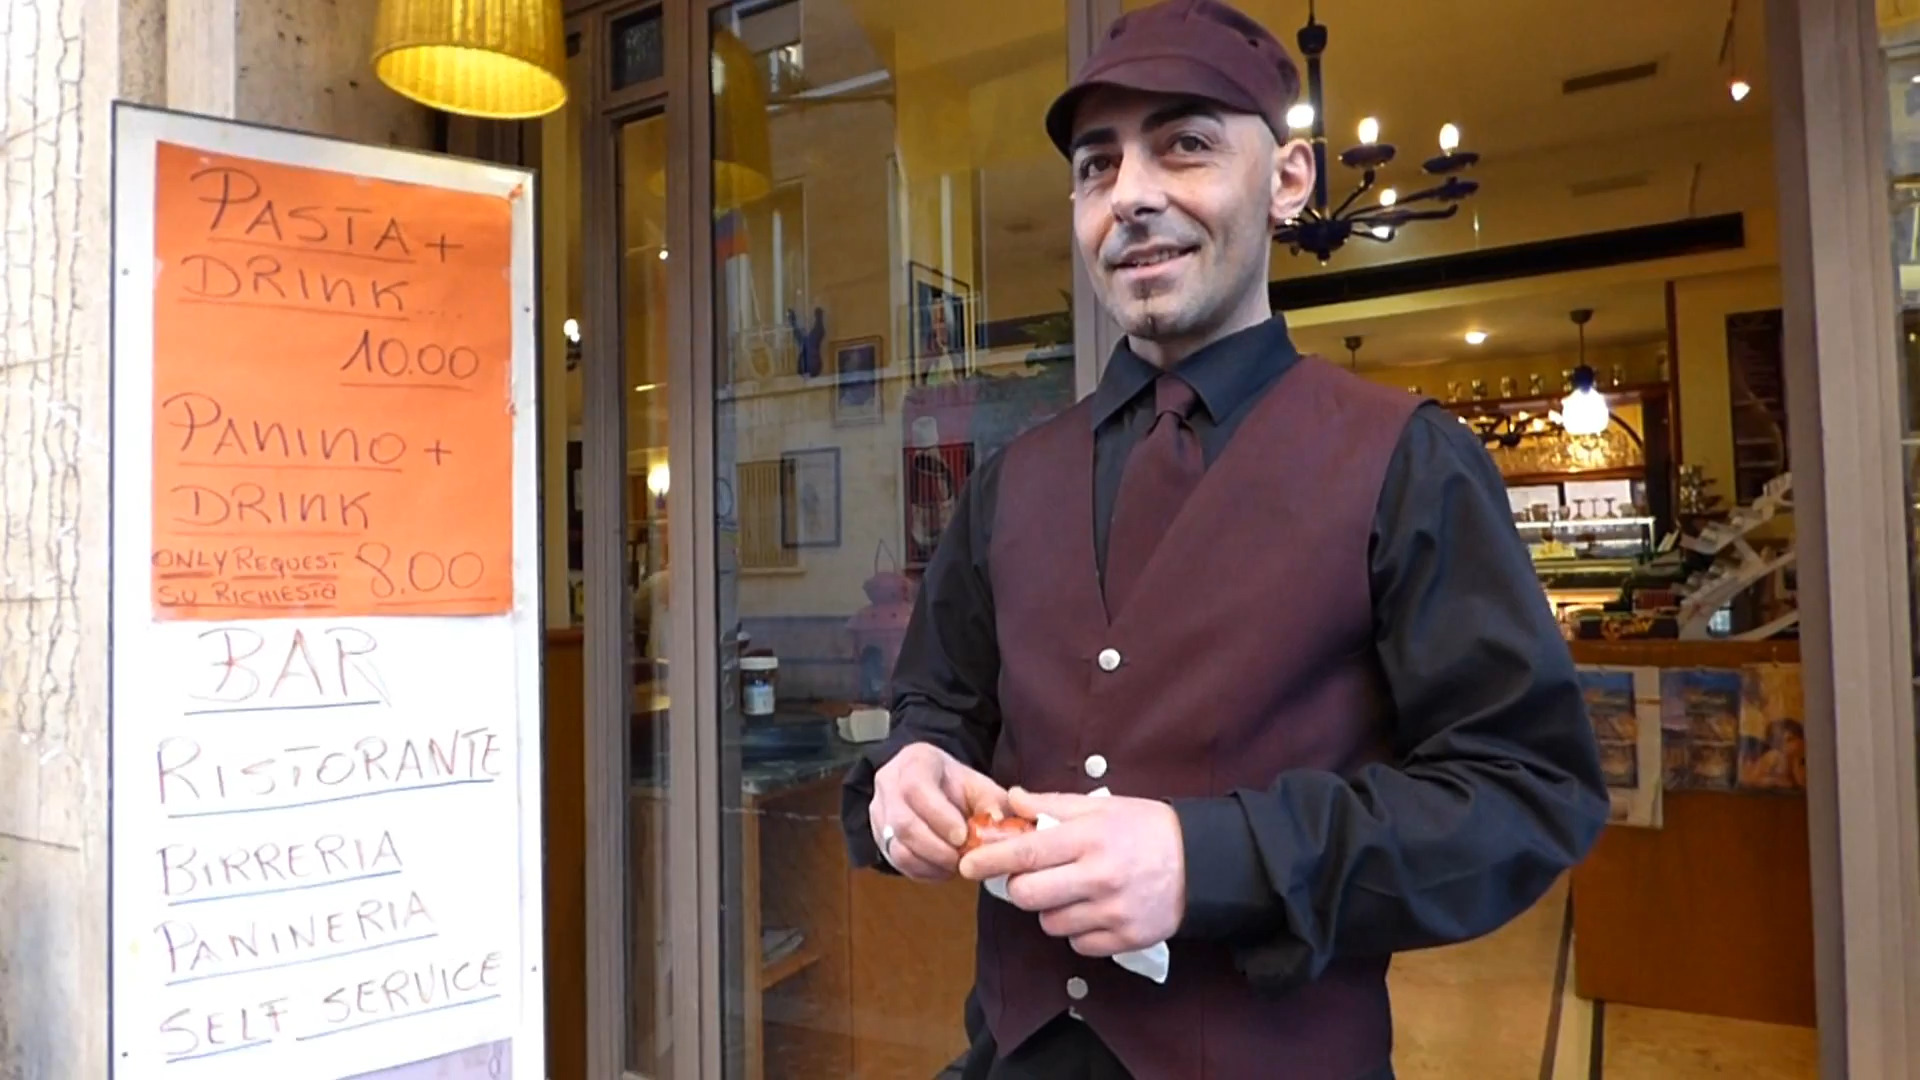 PASTA +
DRINK....
10.00
PANINO +
DRINK
ONLY REQUEST
SU RICHIESTA
8.00
BAR
RISTORANTE
BIRRERIA
PANINERIA
SELF SERVICE